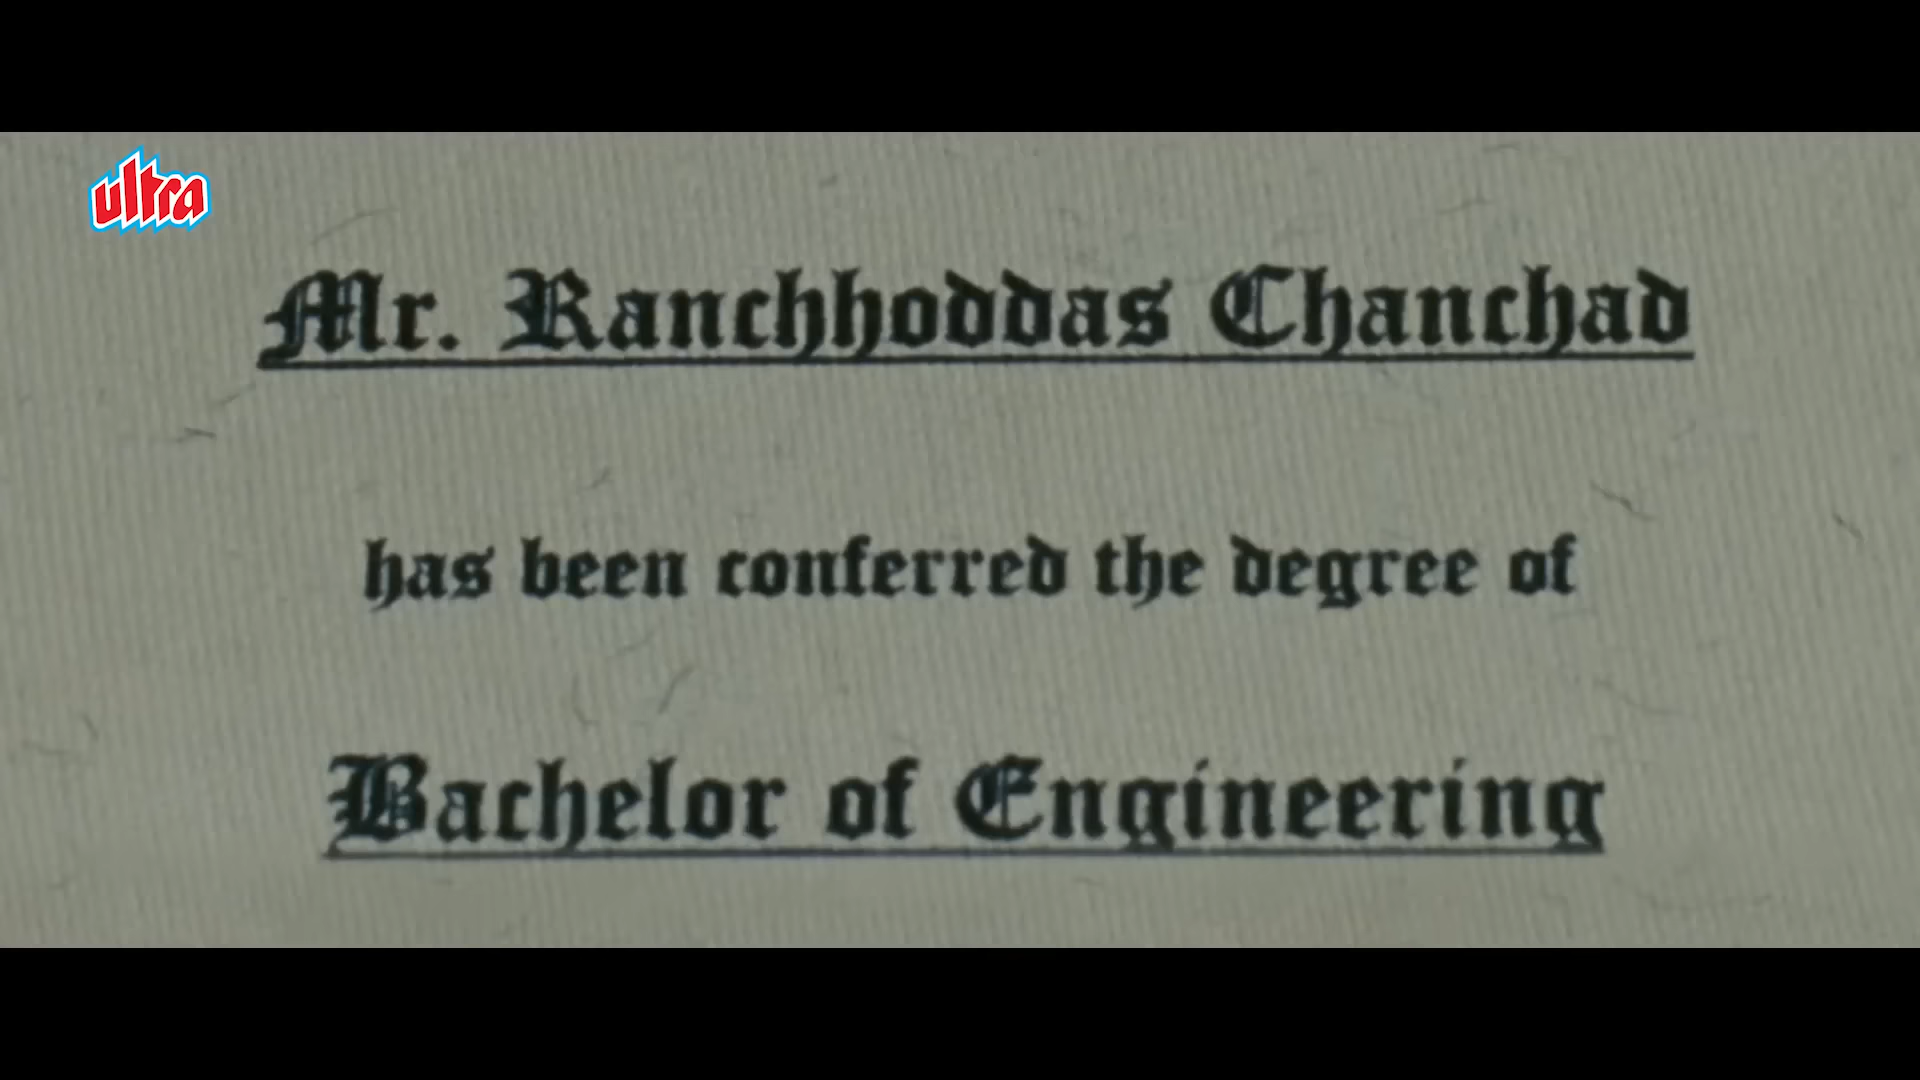 ultra
Mr. Ranchhoddas Chanchad
has been conferred the degree of
Bachelor of Engineering